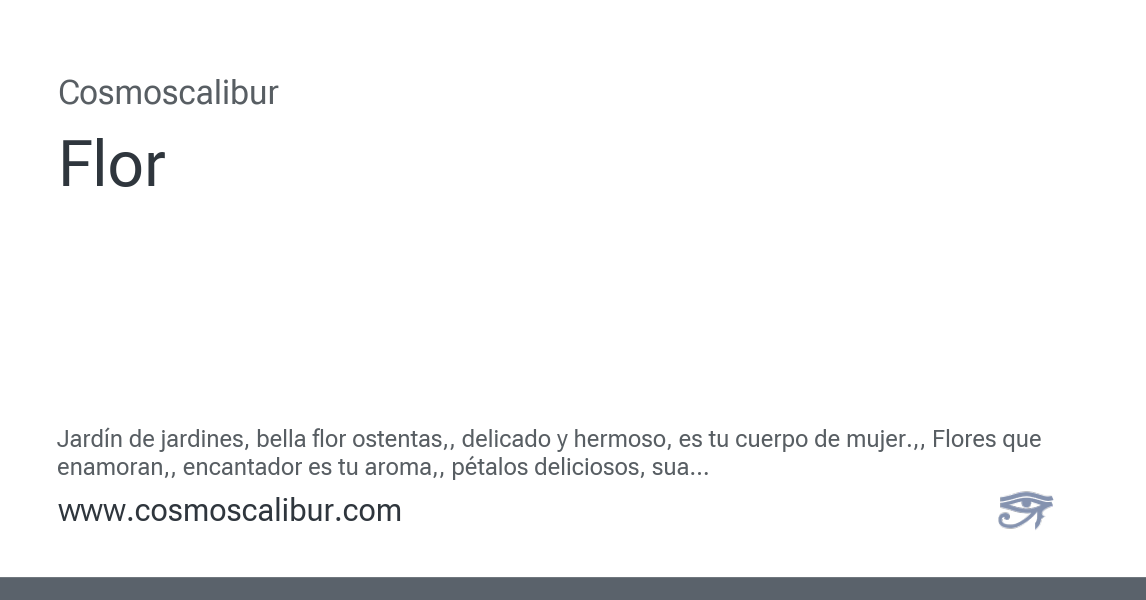 Cosmoscalibur
Flor
Jardín de jardines, bella flor ostentas,, delicado y hermoso, es tu cuerpo de mujer.,, Flores que
enamoran,, encantador es tu aroma,, pétalos deliciosos, sua...
www.cosmoscalibur.com